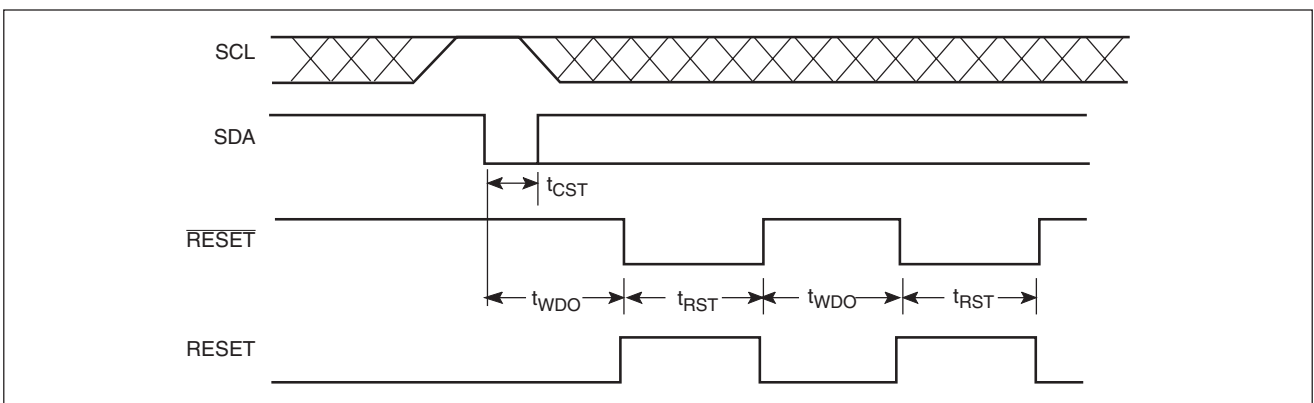 SCL
SDA
tCST
RESET
tWDO tRST tWDO tRST
RESET